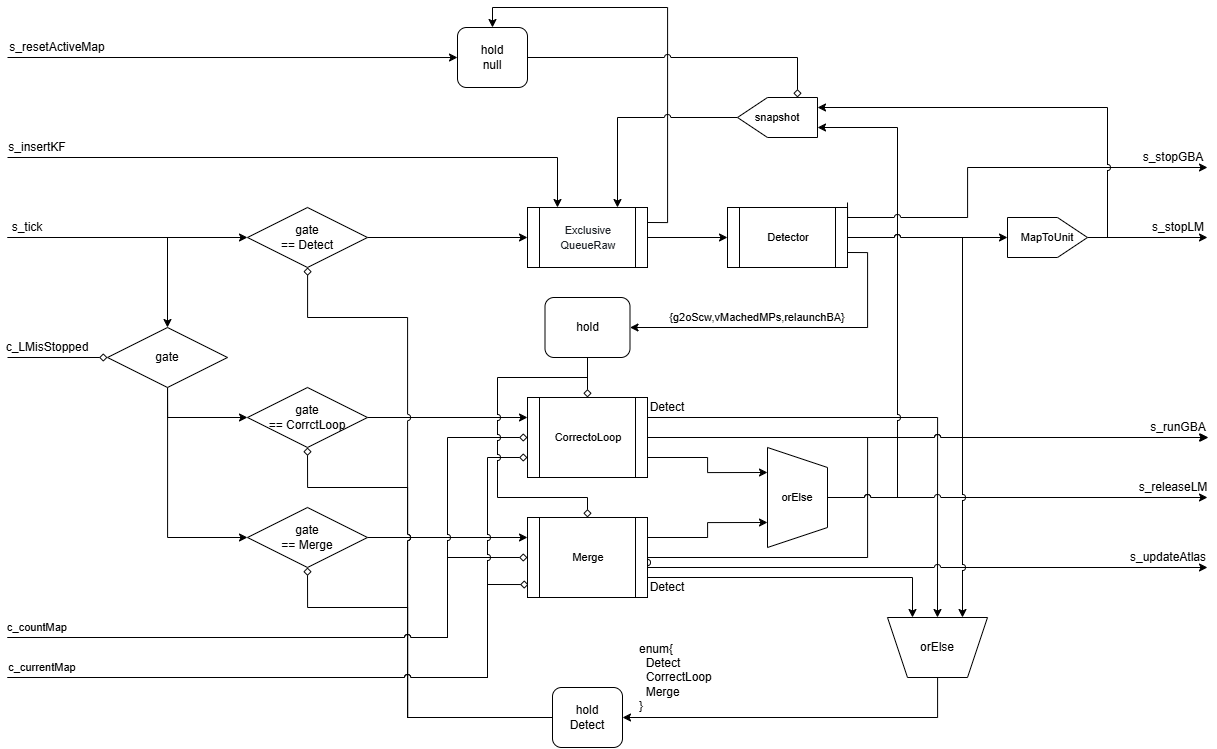 s_resetActiveMap
hold
null
snapshot
s_insertKF
s_stopGBA
s_tick
gate
== Detect
Exclusive
QueueRaw
Detector
MapToUnit
s_stopLM
hold
{g2oScw,vMachedMPs,relaunchBA}
c_LMisStopped
gate
Detect
gate
== CorrctLoop
CorrectoLoop
s_runGBA
orElse
s_releaseLM
gate
== Merge
Merge
s_updateAtlas
Detect
c_countMap
orElse
c_currentMap
enum{
Detect
CorrectLoop
Merge
}
hold
Detect